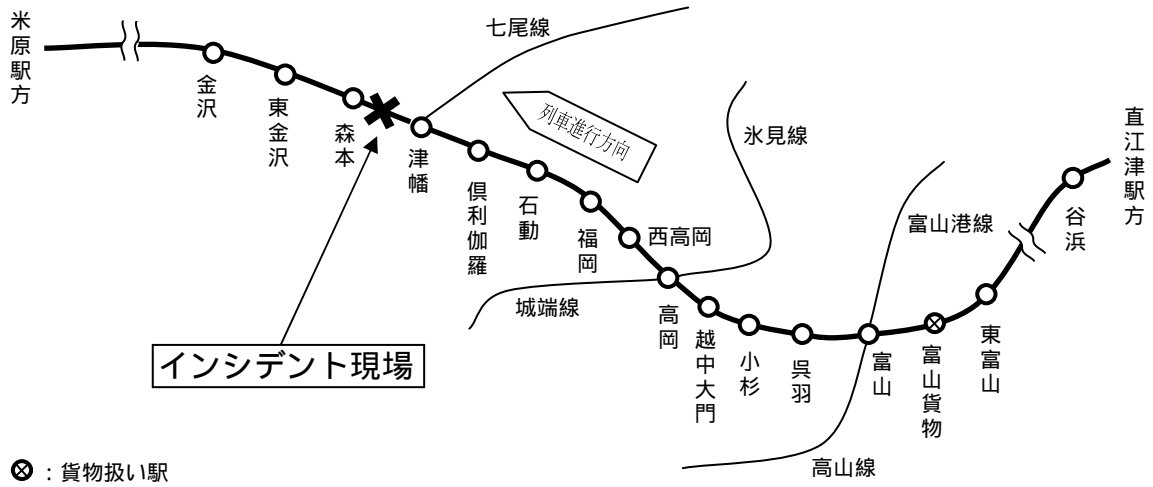 米原駅方
金沢
東金沢
森本
津幡
倶利伽羅
石動
福岡
西高岡
高岡
越中大門
小杉
呉羽
富山
富山貨物
東富山
谷浜
直江津駅方
七尾線
氷見線
城端線
富山港線
高山線
列車進行方向
インシデント現場
：貨物扱い駅